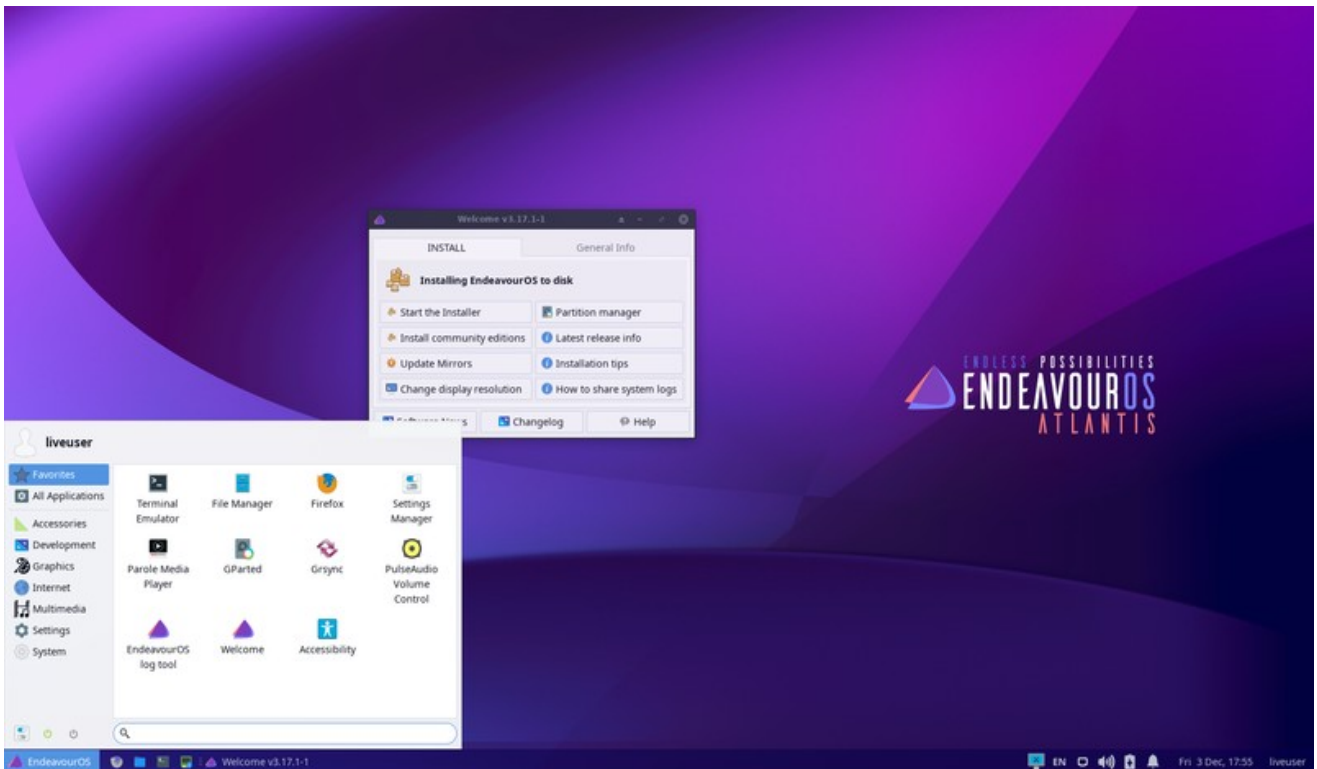 Welcome v3.17.1-1
INSTALL
General Info
Installing EndeavourOS to disk
Start the Installer
Partition manager
Install community editions
Latest release info
Update Mirrors
Installation tips
Change display resolution
How to share system logs
Changelog
Help
ENDLESS POSSIBILITIES
ENDEAVOUROS
ATLANTIS
liveuser
Favorites
All Applications
Accessories
Development
Graphics
Internet
Multimedia
Settings
System
Terminal
Emulator
File Manager
Firefox
Settings
Manager
Parole Media
Player
GParted
Grsync
PulseAudio
Volume
Control
EndeavourOS
log tool
Welcome
Accessibility
EndeavourOS
Welcome v3.17.1-1
EN
Fri 3 Dec, 17:55
liveuser